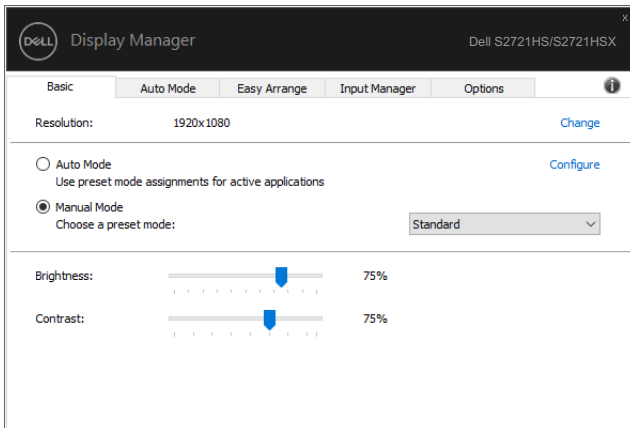 x
DELL Display Manager Dell S2721HS/S2721HSX
Basic Auto Mode Easy Arrange Input Manager Options i
Resolution: 1920x1080 Change
Auto Mode Configure
Use preset mode assignments for active applications
Manual Mode
Choose a preset mode: Standard
Brightness: 75%
Contrast: 75%